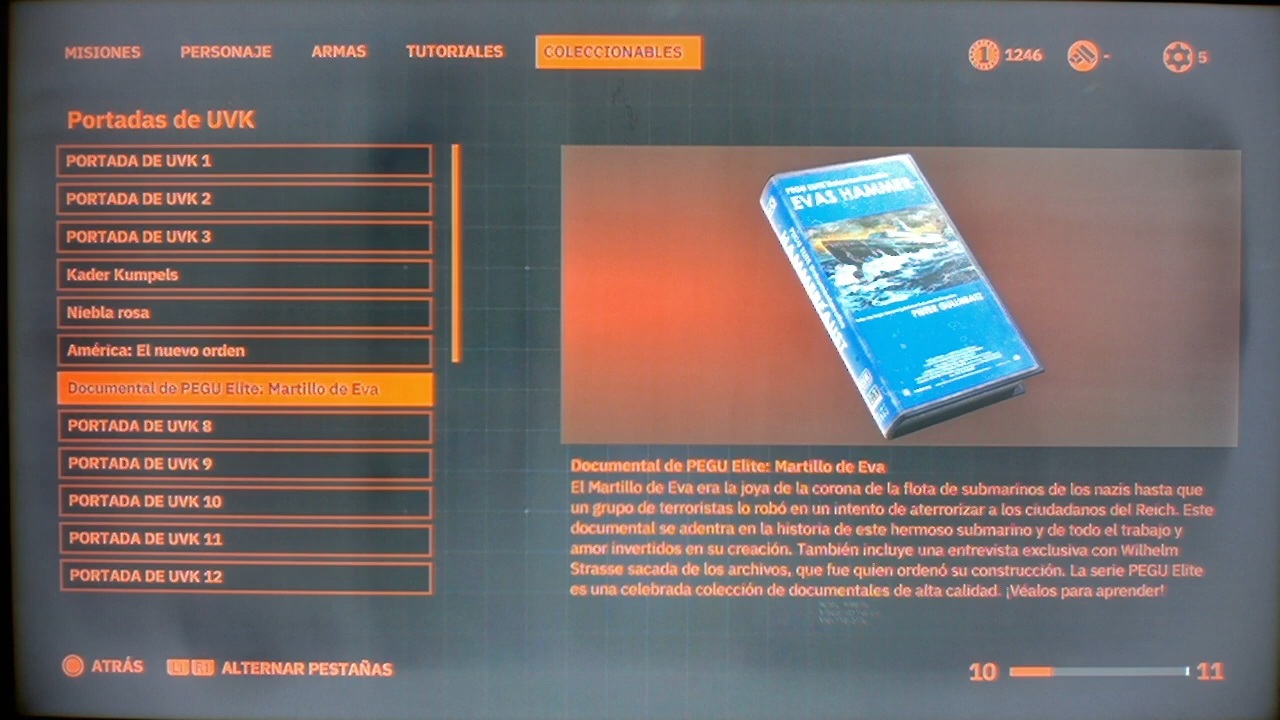 MISIONES PERSONAJE ARMAS TUTORIALES COLECCIONABLES 1246 - 5
Portadas de UVK
PORTADA DE UVK 1
PORTADA DE UVK 2
PORTADA DE UVK 3
Kader Kumpels
Niebla rosa
América: El nuevo orden
Documental de PEGU Elite: Martillo de Eva
PORTADA DE UVK 8
PORTADA DE UVK 9
PORTADA DE UVK 10
PORTADA DE UVK 11
PORTADA DE UVK 12
EVAS HAMMER
Documental de PEGU Elite: Martillo de Eva
El Martillo de Eva era la joya de la corona de la flota de submarinos de los nazis hasta que
un grupo de terroristas lo robó en un intento de aterrorizar a los ciudadanos del Reich. Este
documental se adentra en la historia de este hermoso submarino y de todo el trabajo y
amor invertidos en su creación. También incluye una entrevista exclusiva con Wilhelm
Strasse sacada de los archivos, que fue quien ordenó su construcción. La serie PEGU Elite
es una celebrada colección de documentales de alta calidad. ¡Véalos para aprender!
ATRÁS L1 R1 ALTERNAR PESTAÑAS
10 11